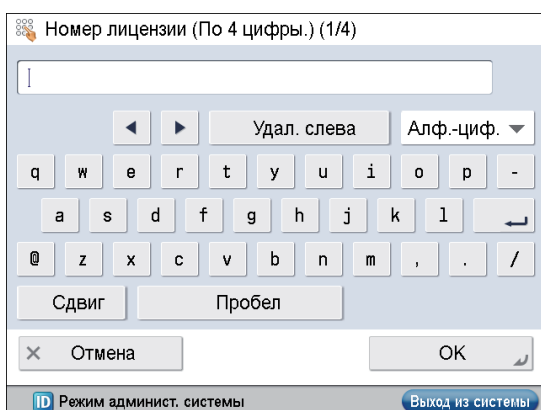 Номер лицензии (По 4 цифры.) (1/4)
Удал. слева Алф.-циф.
q w e r t y u i o p -
a s d f g h j k l
@ z x c v b n m , . /
Сдвиг Пробел
Отмена OK
ID Режим админист. системы Выход из системы